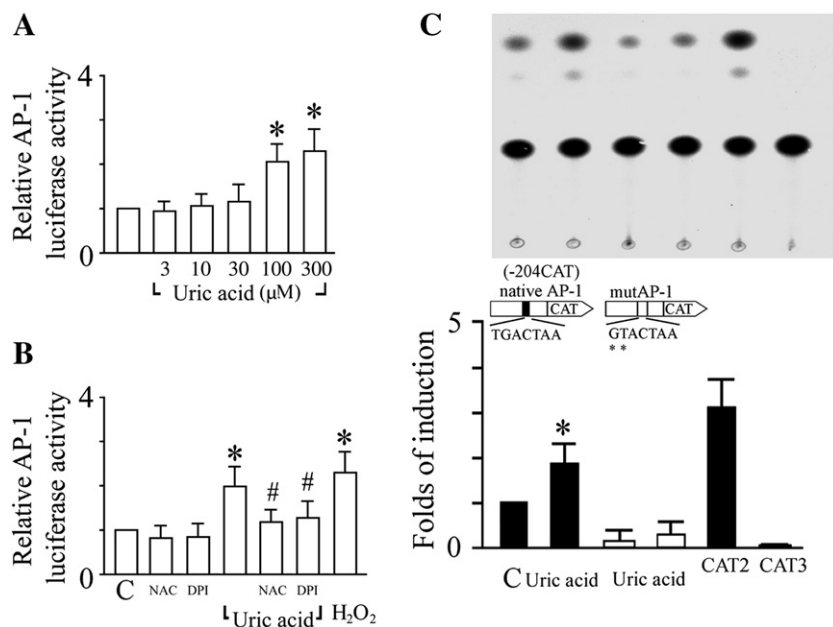 A
Relative AP-1
luciferase activity
4
0
*
*
3 10 30 100 300
Uric acid (μM)
B
Relative AP-1
luciferase activity
4
0
*
#
#
*
C NAC DPI NAC DPI H2O2
Uric acid
C
(-204CAT)
native AP-1 mutAP-1
CAT CAT
TGACTAA GTACTAA
* *
Folds of induction
5
0
*
C Uric acid Uric acid CAT2 CAT3